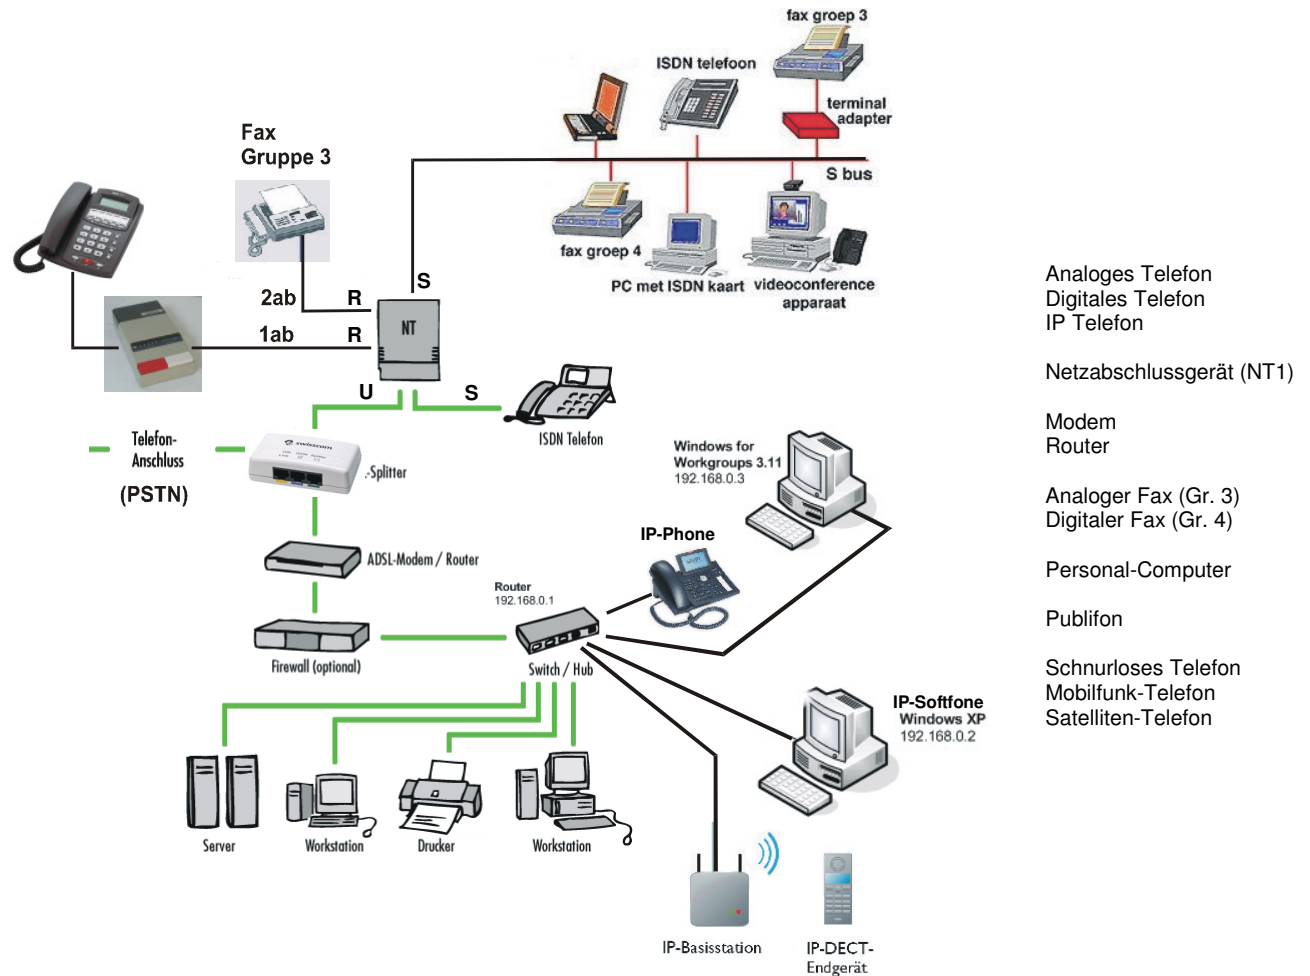 fax groep 3
ISDN telefoon
terminal
adapter
S bus
Fax
Gruppe 3
fax groep 4
PC met ISDN kaart
videoconference
apparaat
S
2ab
R
NT
1ab
R
U
S
ISDN Telefon
Telefon-
Anschluss
(PSTN)
swisscom
-Splitter
ADSL-Modem / Router
Firewall (optional)
Router
192.168.0.1
Switch / Hub
IP-Phone
Windows for
Workgroups 3.11
192.168.0.3
IP-Softfone
Windows XP
192.168.0.2
Server
Workstation
Drucker
Workstation
IP-Basisstation
IP-DECT-
Endgerät
Analoges Telefon
Digitales Telefon
IP Telefon
Netzabschlussgerät (NT1)
Modem
Router
Analoger Fax (Gr. 3)
Digitaler Fax (Gr. 4)
Personal-Computer
Publifon
Schnurloses Telefon
Mobilfunk-Telefon
Satelliten-Telefon